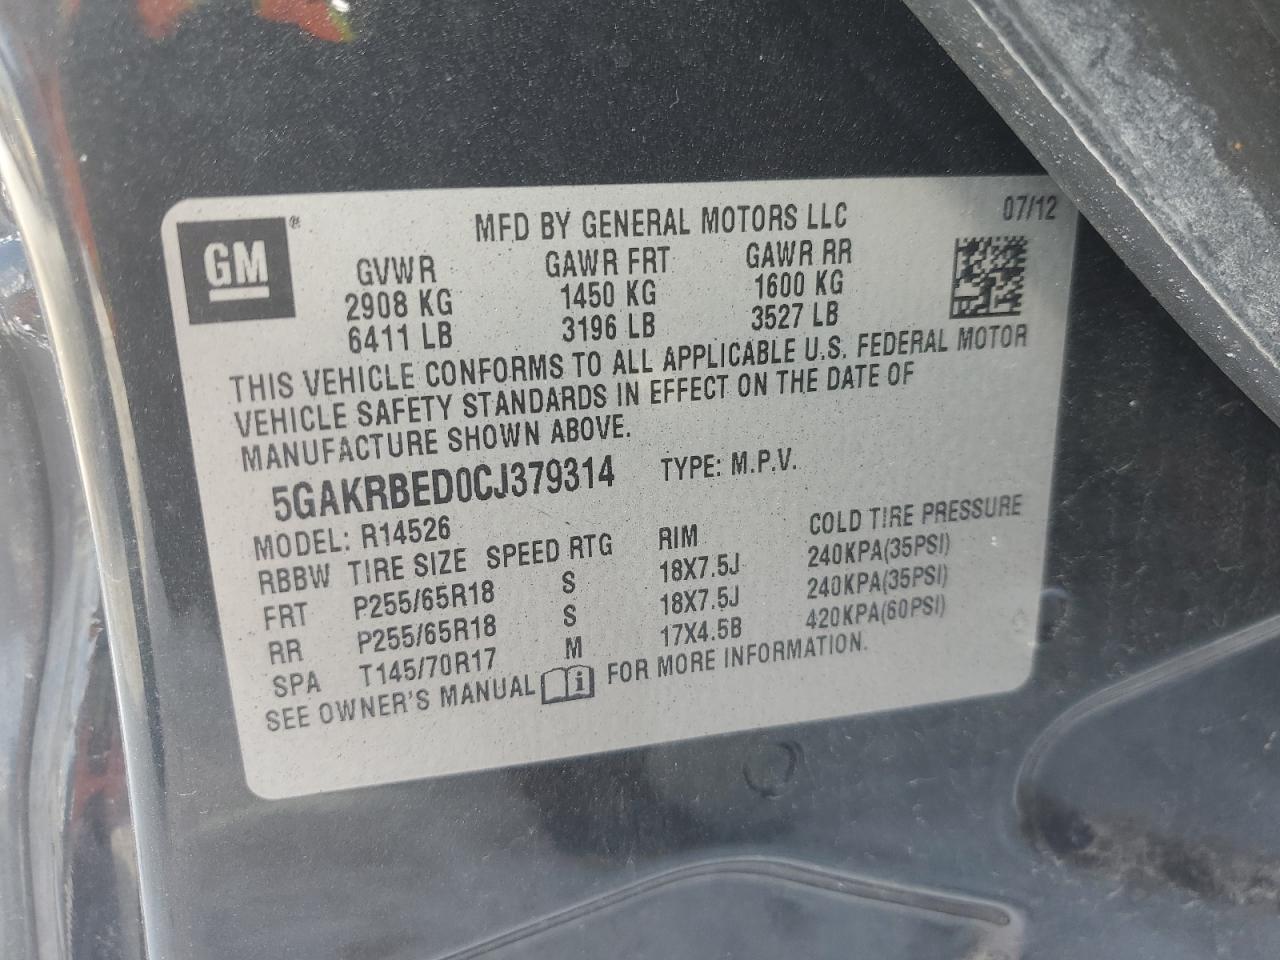 GM ®
MFD BY GENERAL MOTORS LLC 07/12
GVWR GAWR FRT GAWR RR
2908 KG 1450 KG 1600 KG
6411 LB 3196 LB 3527 LB
THIS VEHICLE CONFORMS TO ALL APPLICABLE U.S. FEDERAL MOTOR
VEHICLE SAFETY STANDARDS IN EFFECT ON THE DATE OF
MANUFACTURE SHOWN ABOVE.
5GAKRBED0CJ379314 TYPE: M.P.V.
MODEL: R14526
RBBW TIRE SIZE SPEED RTG RIM COLD TIRE PRESSURE
FRT P255/65R18 S 18X7.5J 240KPA(35PSI)
RR P255/65R18 S 18X7.5J 240KPA(35PSI)
SPA T145/70R17 M 17X4.5B 420KPA(60PSI)
SEE OWNER'S MANUAL i FOR MORE INFORMATION.